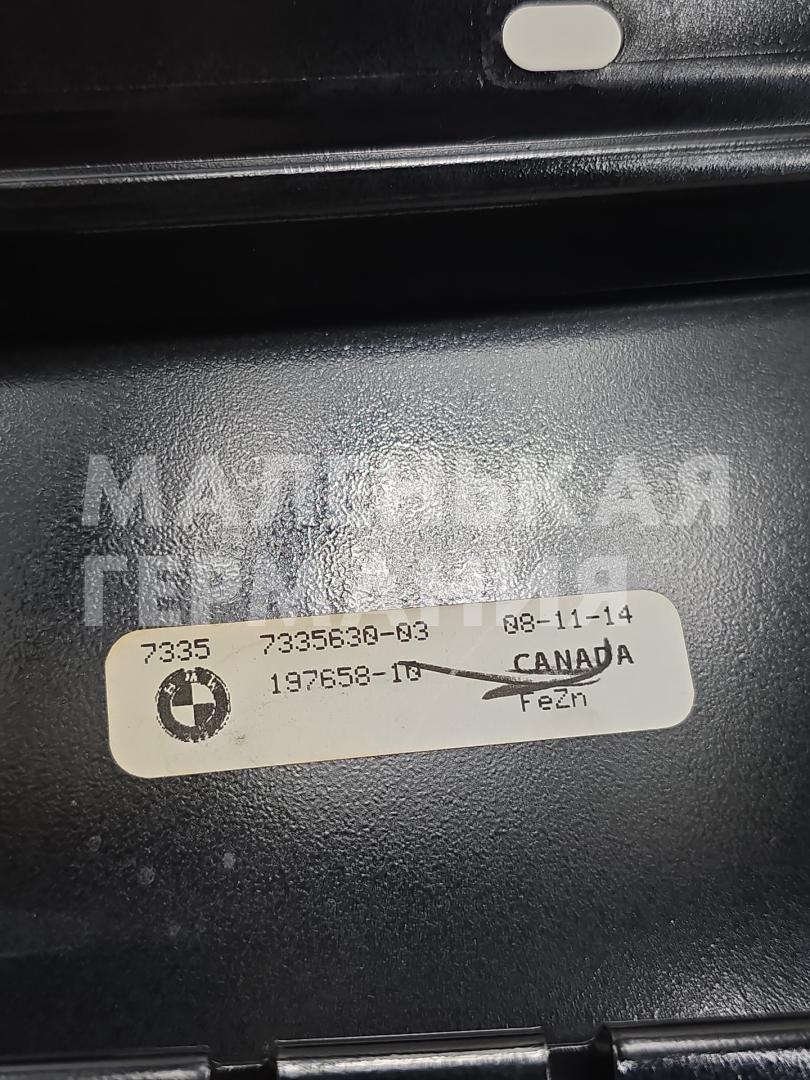 МАЛЕНЬКАЯ
ГЕРМАНИЯ
7335 7335630-03 08-11-14
197658-10 CANADA
FeZn